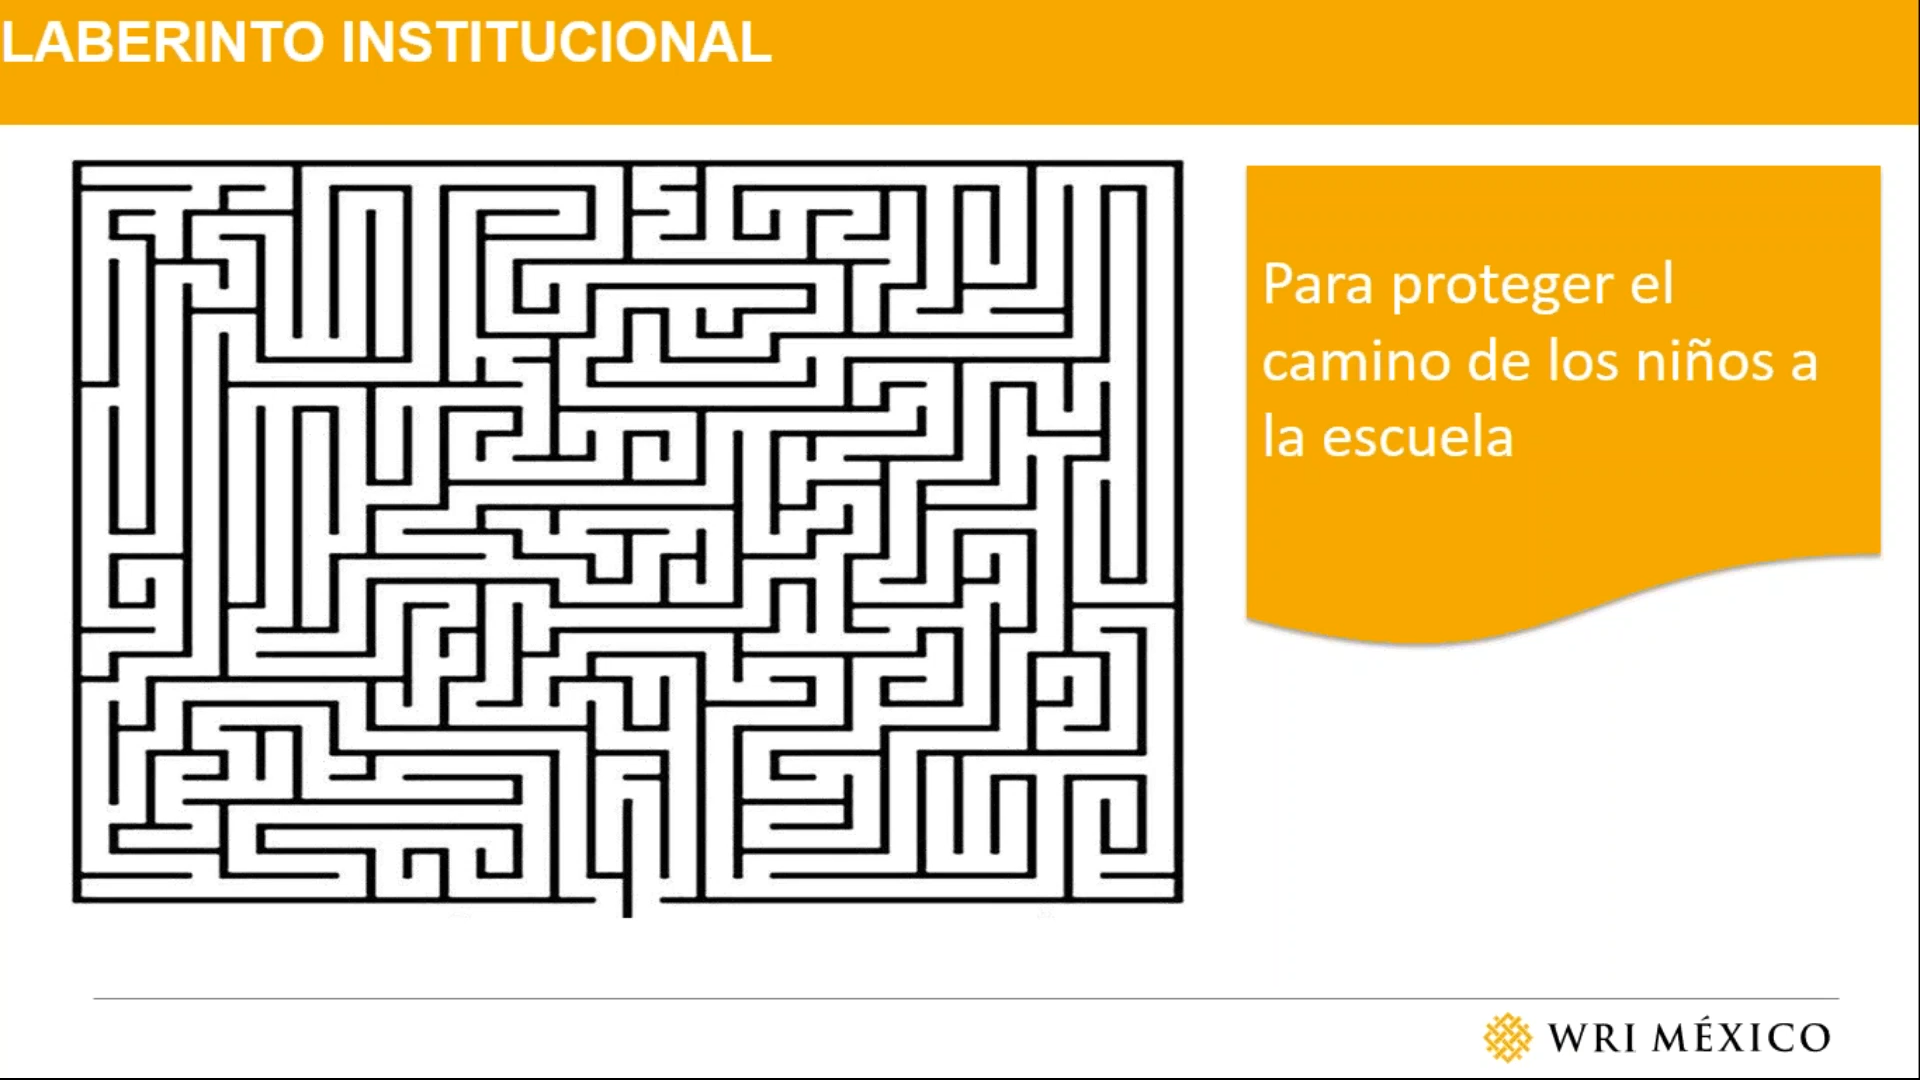 LABERINTO INSTITUCIONAL
Para proteger el
camino de los niños a
la escuela
WRI MÉXICO